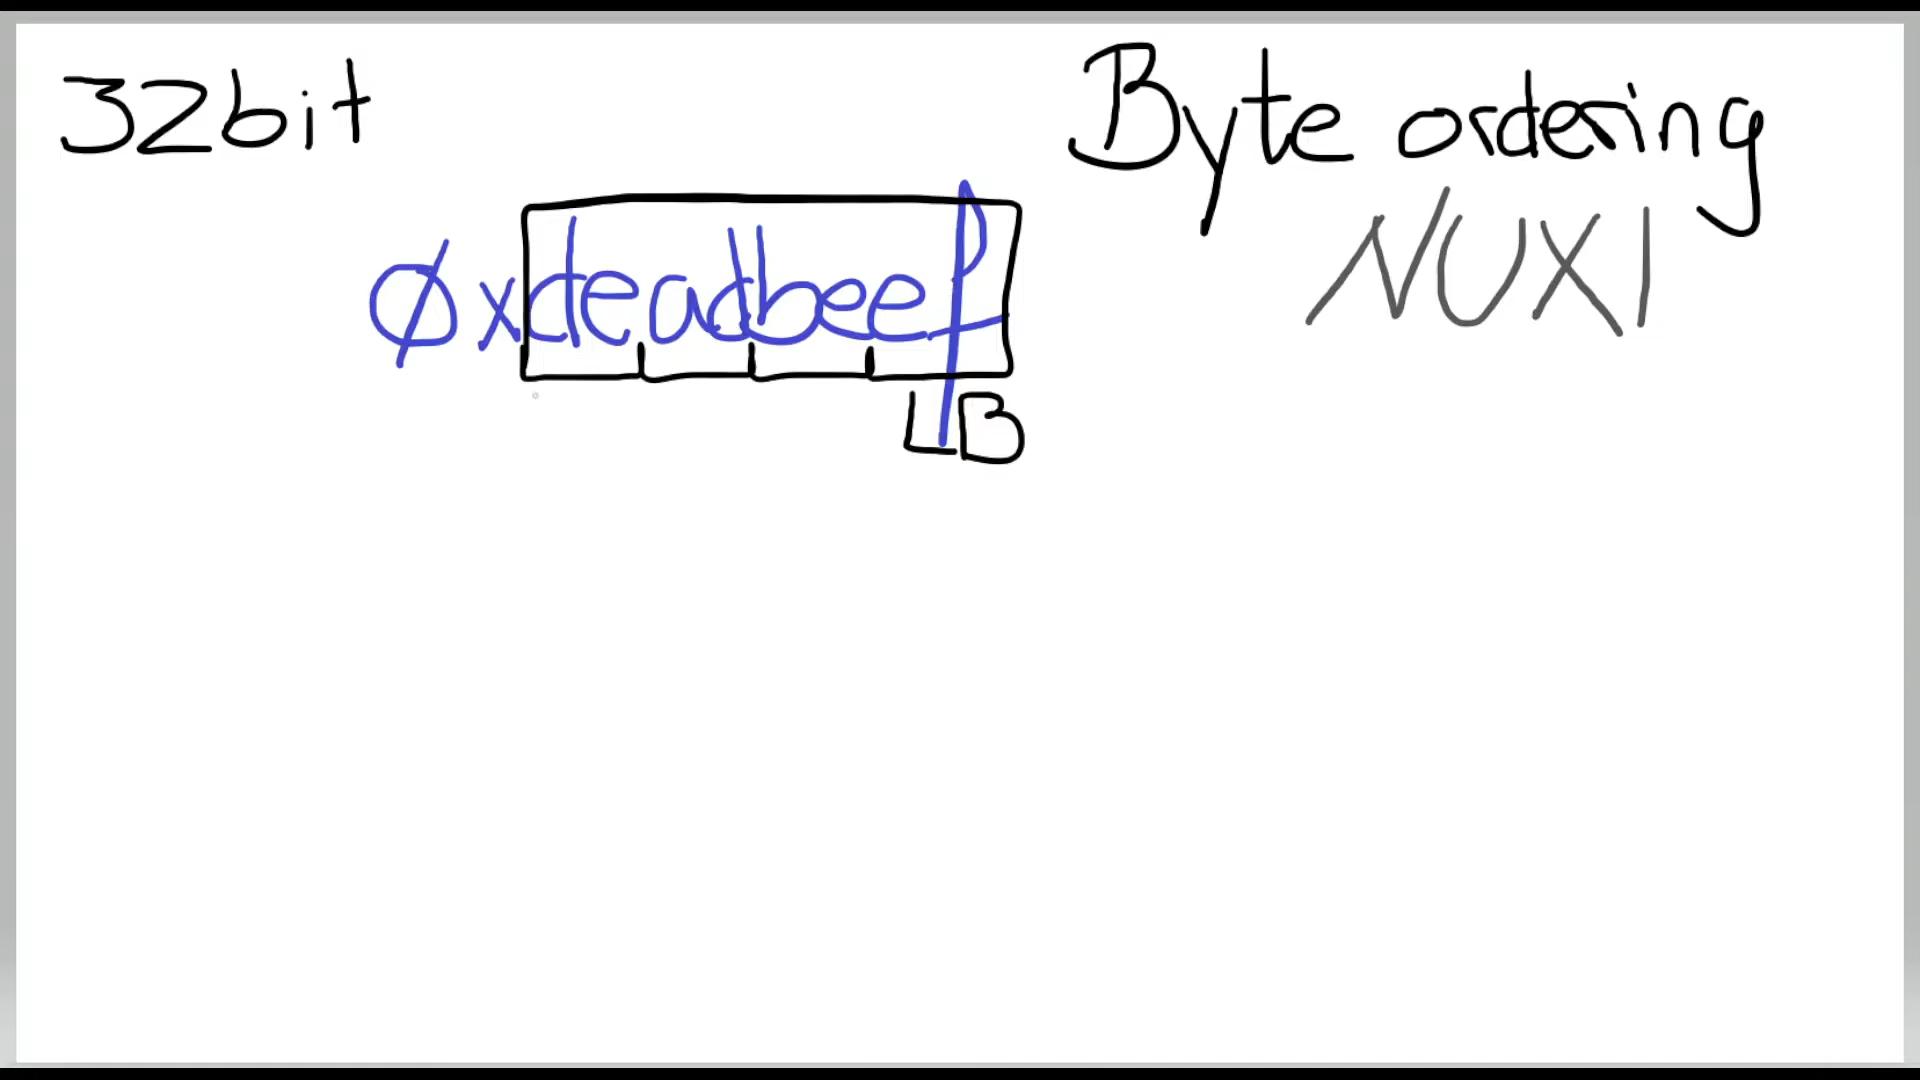 32bit
Byte ordering
NUXI
0xdeadbeef
LB